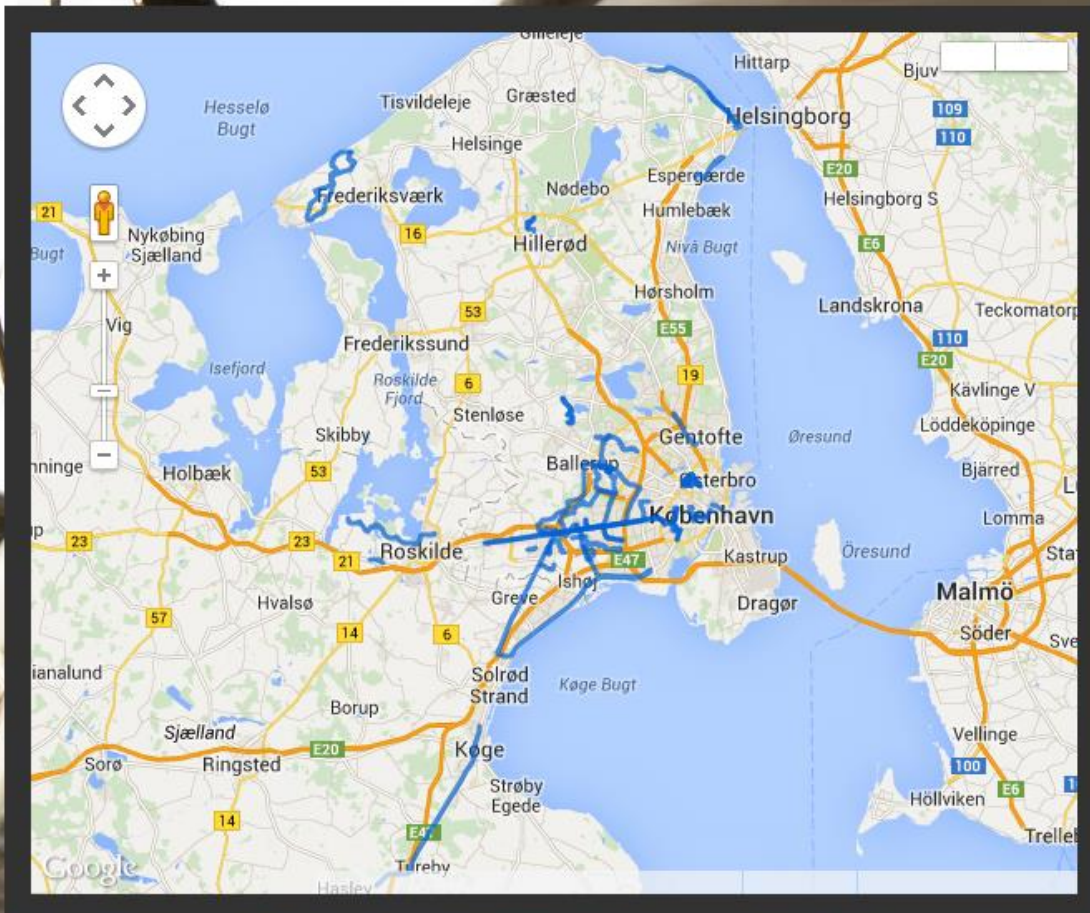 Gilleleje
Hittarp
Bjuv
Hesselø
Bugt
Tisvildeleje
Græsted
109
Helsingborg
110
Helsinge
E20
Espergærde
Frederiksværk
Nødebo
Helsingborg S
Humlebæk
21
16
Nykøbing
Sjælland
Hillerød
Nivå Bugt
E6
Bugt
+
Hørsholm
Landskrona
Teckomatorp
53
Vig
E55
110
Frederikssund
E20
Isefjord
Roskilde
Fjord
6
19
Kävlinge V
Stenløse
Löddeköpinge
Skibby
Gentofte
Øresund
Ballerup
Bjärred
Holbæk
53
Østerbro
København
Lomma
23
23
Roskilde
21
E47
Kastrup
Öresund
Ishøj
Malmö
Hvalsø
Greve
Dragør
57
14
6
Söder
Solrød
Strand
Køge Bugt
Borup
Sjælland
Vellinge
E20
Køge
Sorø
Ringsted
100
Strøby
Egede
E6
Höllviken
14
E47
Trelleb
Google
Tureby
Haslev